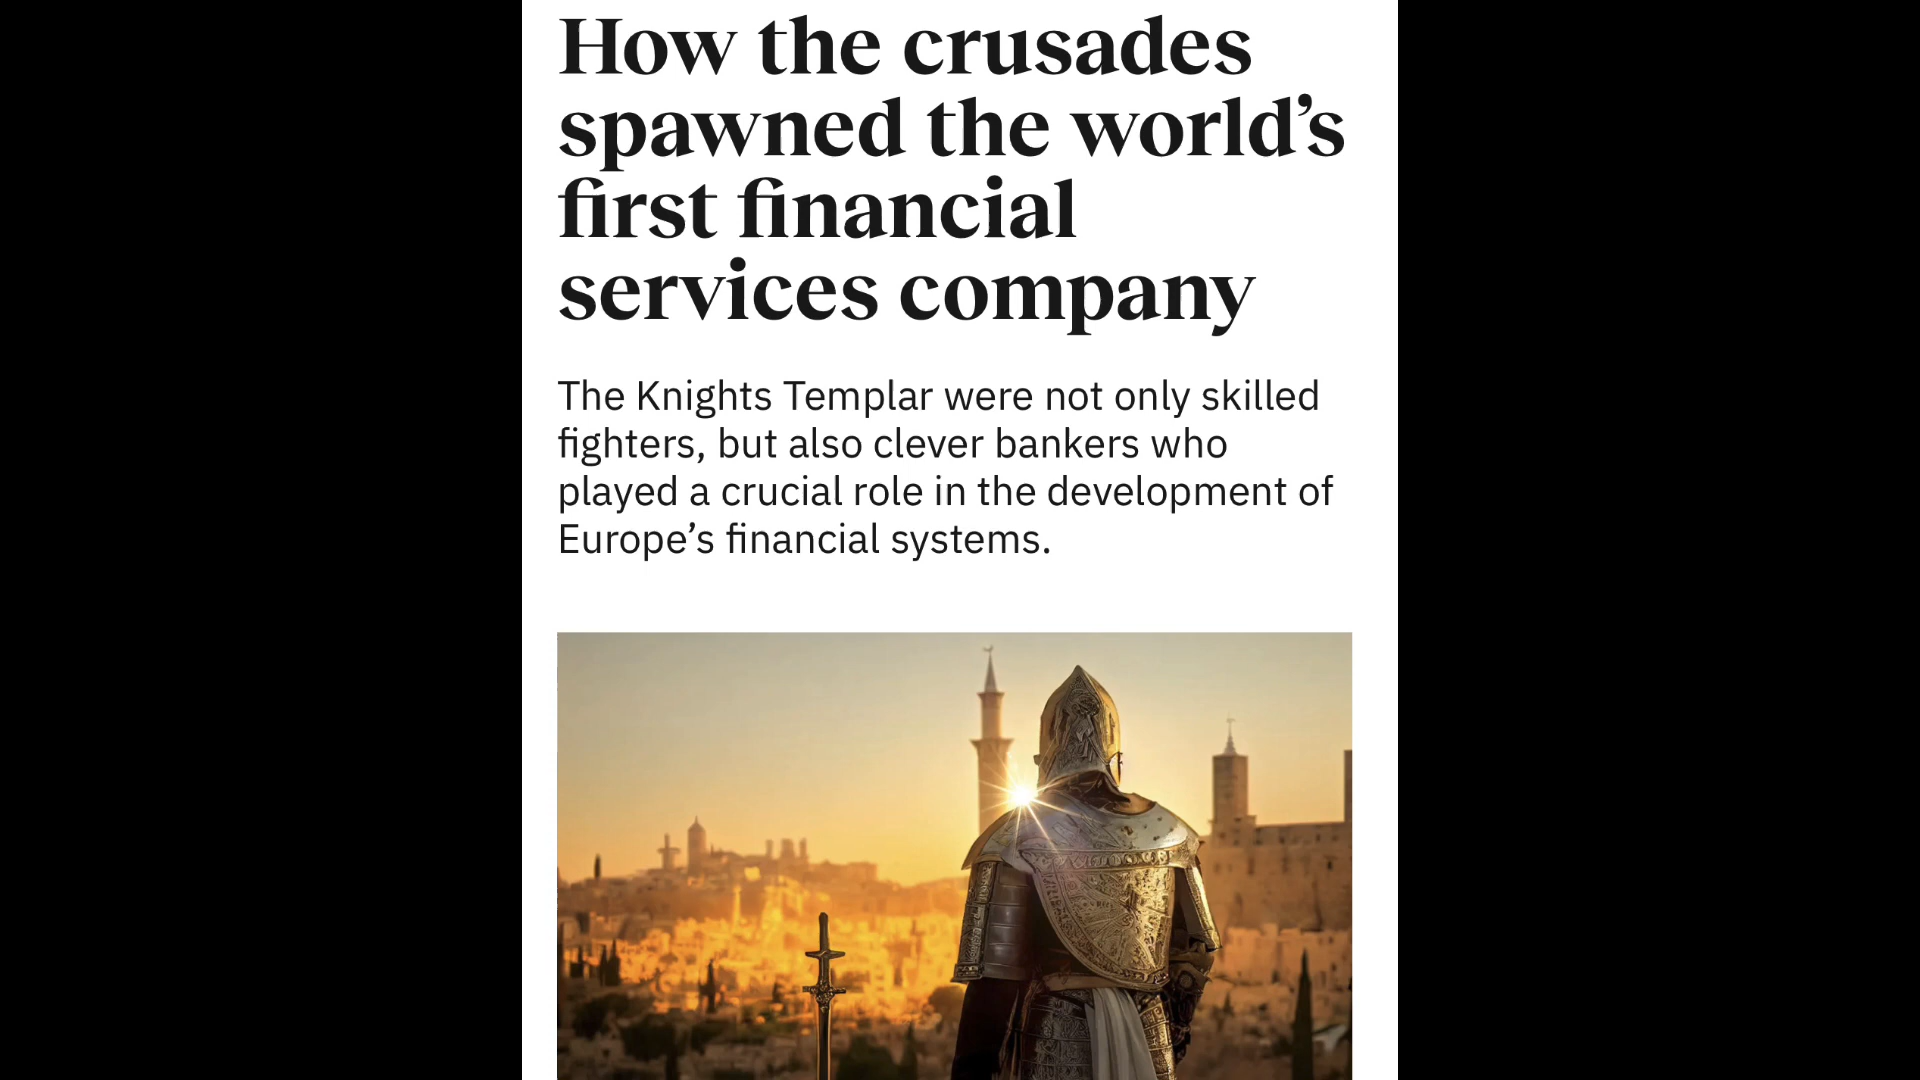 How the crusades
spawned the world’s
first financial
services company
The Knights Templar were not only skilled
fighters, but also clever bankers who
played a crucial role in the development of
Europe’s financial systems.